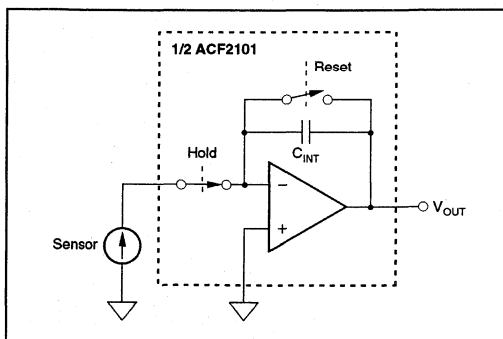 1/2 ACF2101
Reset
C_INT
Hold
−
+
V_OUT
Sensor